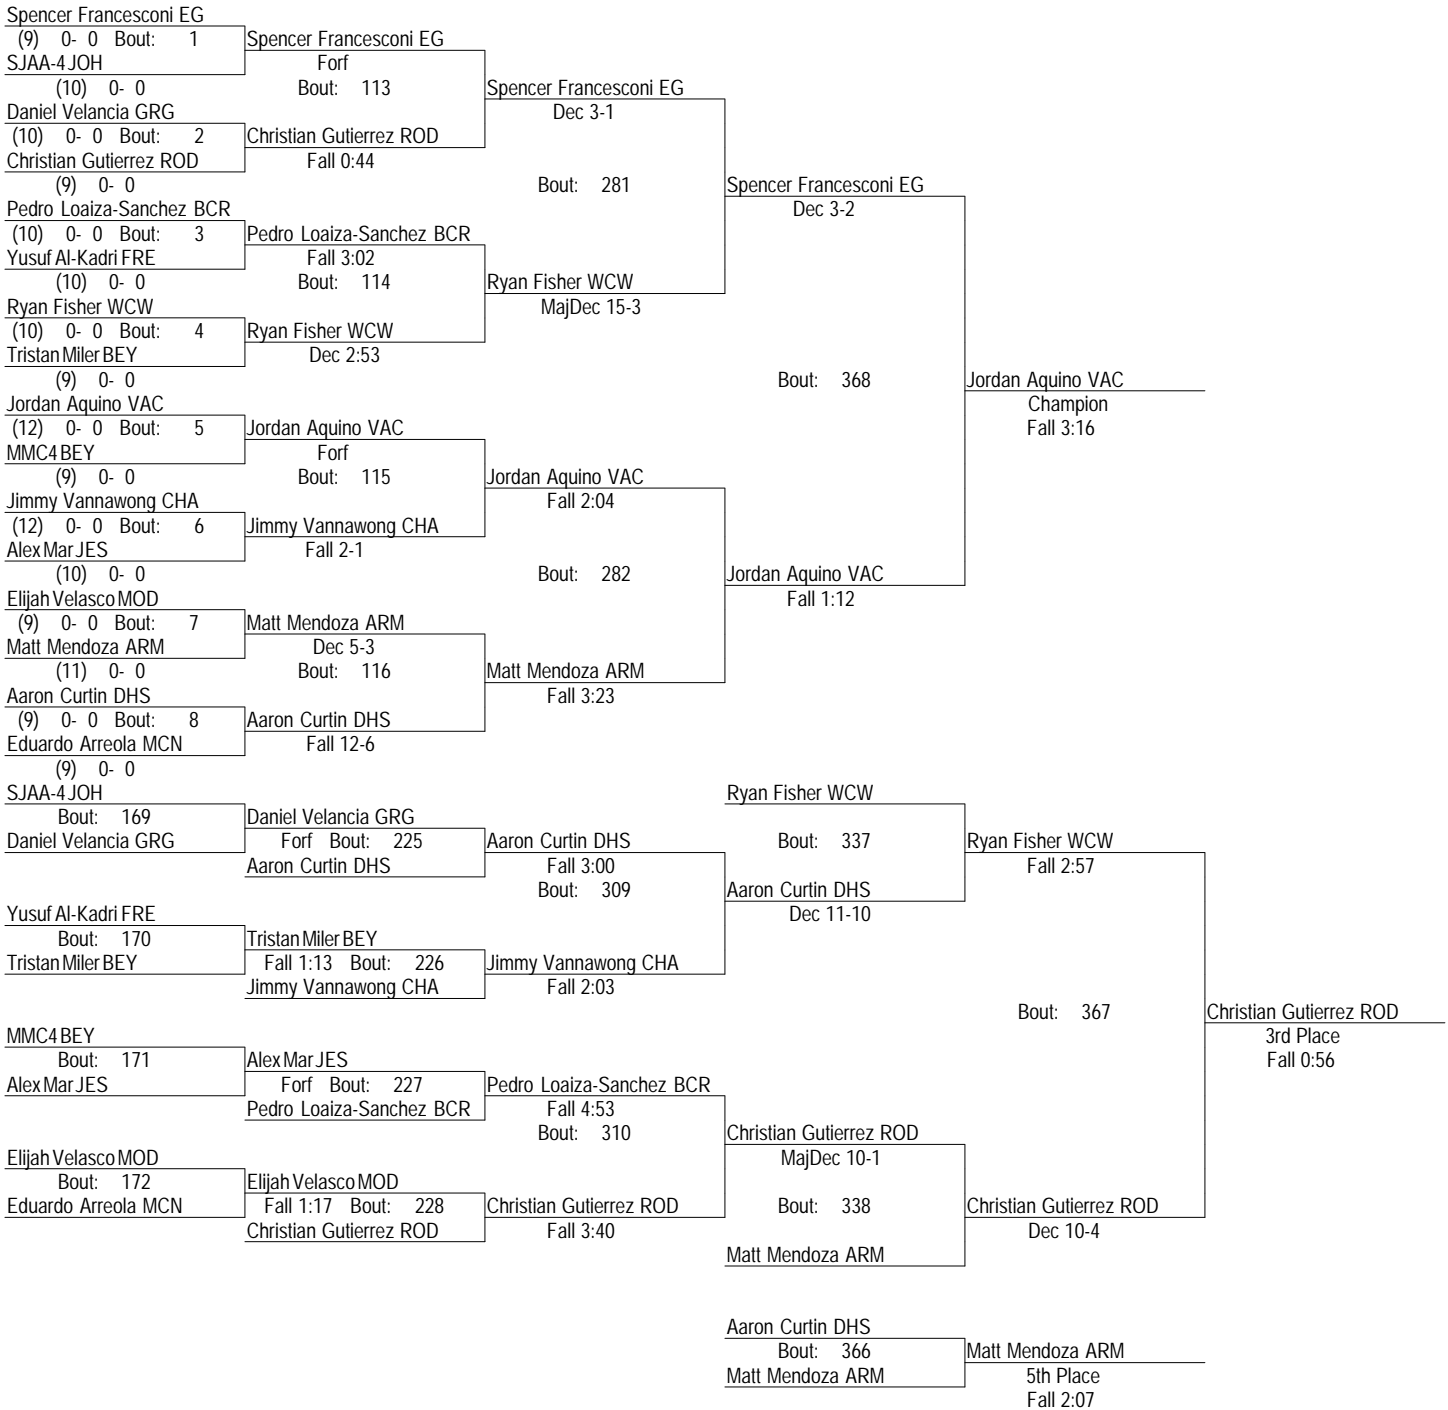 Spencer Francesconi EG
(9) 0- 0 Bout: 1
Spencer Francesconi EG
SJAA-4 JOH
Forf
(10) 0- 0
Bout: 113
Spencer Francesconi EG
Daniel Velancia GRG
Dec 3-1
(10) 0- 0 Bout: 2
Christian Gutierrez ROD
Christian Gutierrez ROD
Fall 0:44
(9) 0- 0
Bout: 281
Spencer Francesconi EG
Pedro Loaiza-Sanchez BCR
Dec 3-2
(10) 0- 0 Bout: 3
Pedro Loaiza-Sanchez BCR
Yusuf Al-Kadri FRE
Fall 3:02
(10) 0- 0
Bout: 114
Ryan Fisher WCW
Ryan Fisher WCW
MajDec 15-3
(10) 0- 0 Bout: 4
Ryan Fisher WCW
Tristan Miler BEY
Dec 2:53
(9) 0- 0
Bout: 368
Jordan Aquino VAC
Jordan Aquino VAC
Champion
(12) 0- 0 Bout: 5
Jordan Aquino VAC
Fall 3:16
MMC4 BEY
Forf
(9) 0- 0
Bout: 115
Jordan Aquino VAC
Jimmy Vannawong CHA
Fall 2:04
(12) 0- 0 Bout: 6
Jimmy Vannawong CHA
Alex Mar JES
Fall 2-1
(10) 0- 0
Bout: 282
Jordan Aquino VAC
Elijah Velasco MOD
Fall 1:12
(9) 0- 0 Bout: 7
Matt Mendoza ARM
Matt Mendoza ARM
Dec 5-3
(11) 0- 0
Bout: 116
Matt Mendoza ARM
Aaron Curtin DHS
Fall 3:23
(9) 0- 0 Bout: 8
Aaron Curtin DHS
Eduardo Arreola MCN
Fall 12-6
(9) 0- 0
SJAA-4 JOH
Ryan Fisher WCW
Bout: 169
Daniel Velancia GRG
Daniel Velancia GRG
Forf Bout: 225
Aaron Curtin DHS
Bout: 337
Ryan Fisher WCW
Aaron Curtin DHS
Fall 3:00
Fall 2:57
Bout: 309
Aaron Curtin DHS
Yusuf Al-Kadri FRE
Dec 11-10
Bout: 170
Tristan Miler BEY
Tristan Miler BEY
Fall 1:13 Bout: 226
Jimmy Vannawong CHA
Jimmy Vannawong CHA
Fall 2:03
Bout: 367
Christian Gutierrez ROD
MMC4 BEY
3rd Place
Bout: 171
Alex Mar JES
Fall 0:56
Alex Mar JES
Forf Bout: 227
Pedro Loaiza-Sanchez BCR
Pedro Loaiza-Sanchez BCR
Fall 4:53
Bout: 310
Christian Gutierrez ROD
Elijah Velasco MOD
MajDec 10-1
Bout: 172
Elijah Velasco MOD
Eduardo Arreola MCN
Fall 1:17 Bout: 228
Christian Gutierrez ROD
Bout: 338
Christian Gutierrez ROD
Christian Gutierrez ROD
Fall 3:40
Dec 10-4
Matt Mendoza ARM
Aaron Curtin DHS
Bout: 366
Matt Mendoza ARM
Matt Mendoza ARM
5th Place
Fall 2:07